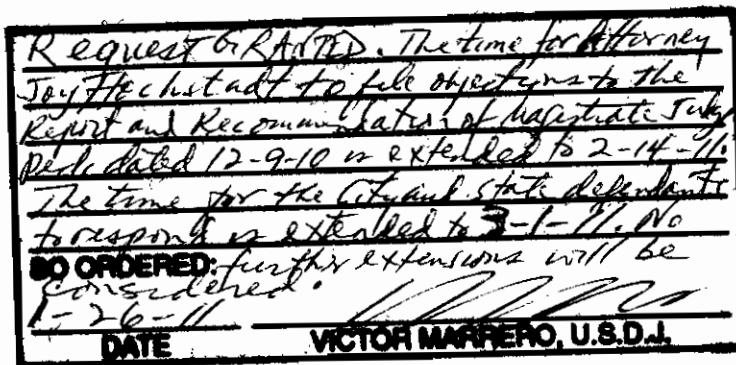 Request GRANTED. The time for Attorney
Joy Hochstadt to file objections to the
Report and Recommendation of Magistrate Judge
Peck dated 12-9-10 is extended to 2-14-11.
The time for the City and State defendants
to respond is extended to 3-1-11. No
SO ORDERED: further extensions will be
considered.
1-26-11
DATE VICTOR MARRERO, U.S.D.J.